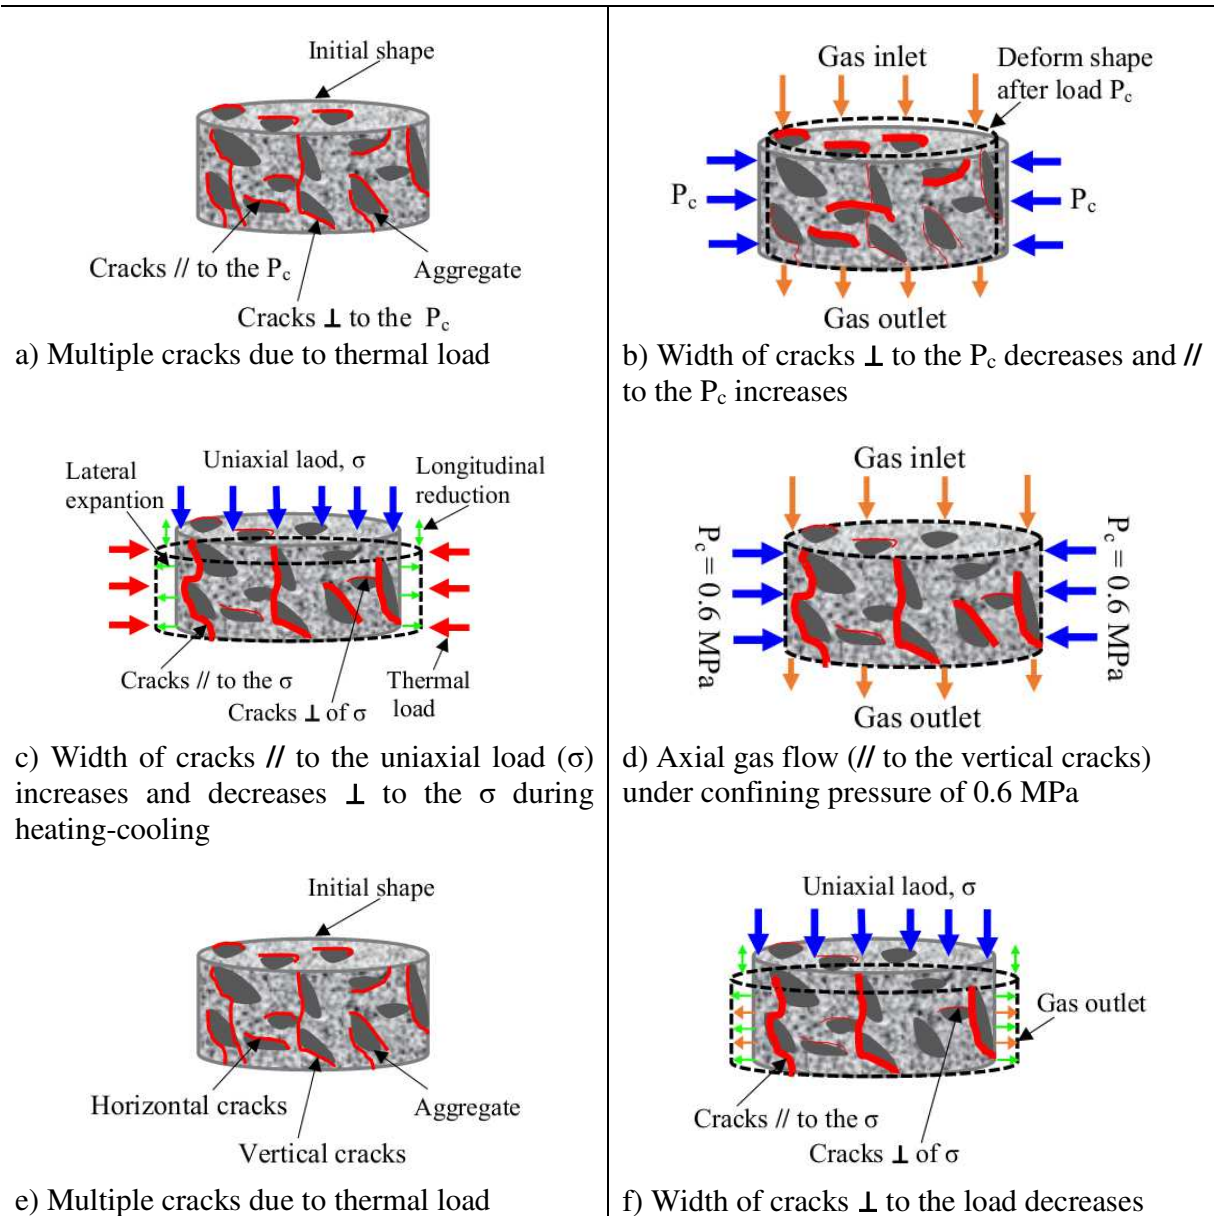 Initial shape
Cracks // to the Pc
Aggregate
Cracks ⊥ to the Pc
a) Multiple cracks due to thermal load
Gas inlet
Deform shape
after load Pc
Pc
Pc
Gas outlet
b) Width of cracks ⊥ to the Pc decreases and //
to the Pc increases
Lateral
expantion
Uniaxial laod, σ
Longitudinal
reduction
Cracks // to the σ
Cracks ⊥ of σ
Thermal
load
c) Width of cracks // to the uniaxial load (σ)
increases and decreases ⊥ to the σ during
heating-cooling
Gas inlet
Pc = 0.6 MPa
Pc = 0.6 MPa
Gas outlet
d) Axial gas flow (// to the vertical cracks)
under confining pressure of 0.6 MPa
Initial shape
Horizontal cracks
Aggregate
Vertical cracks
e) Multiple cracks due to thermal load
Uniaxial laod, σ
Gas outlet
Cracks // to the σ
Cracks ⊥ of σ
f) Width of cracks ⊥ to the load decreases